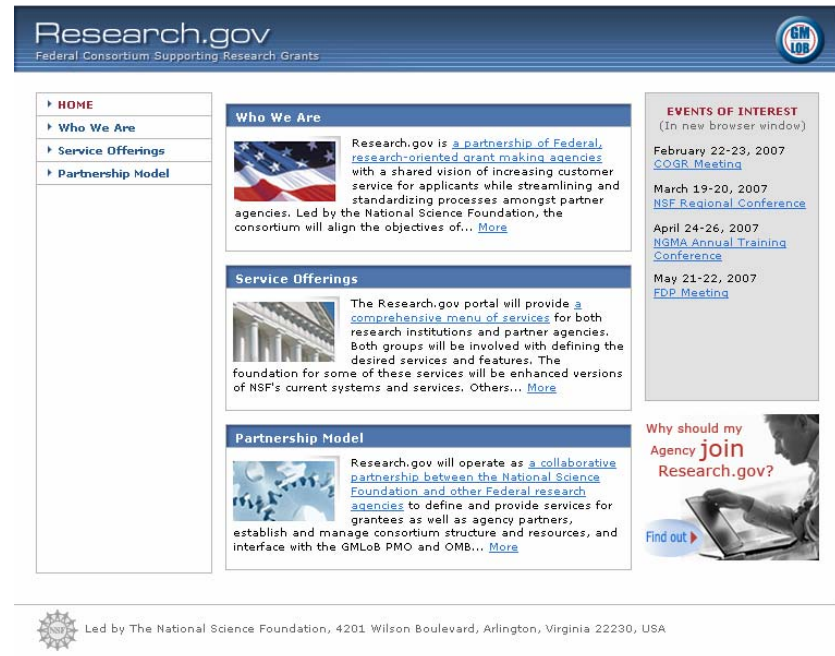 Research.gov
Federal Consortium Supporting Research Grants
GM
LOB
HOME
Who We Are
Service Offerings
Partnership Model
Who We Are
Research.gov is a partnership of Federal,
research-oriented grant making agencies
with a shared vision of increasing customer
service for applicants while streamlining and
standardizing processes amongst partner
agencies. Led by the National Science Foundation, the
consortium will align the objectives of... More
Service Offerings
The Research.gov portal will provide a
comprehensive menu of services for both
research institutions and partner agencies.
Both groups will be involved with defining the
desired services and features. The
foundation for some of these services will be enhanced versions
of NSF's current systems and services. Others... More
Partnership Model
Research.gov will operate as a collaborative
partnership between the National Science
Foundation and other Federal research
agencies to define and provide services for
grantees as well as agency partners,
establish and manage consortium structure and resources, and
interface with the GMLoB PMO and OMB... More
EVENTS OF INTEREST
(In new browser window)
February 22-23, 2007
COGR Meeting
March 19-20, 2007
NSF Regional Conference
April 24-26, 2007
NGMA Annual Training
Conference
May 21-22, 2007
FDP Meeting
Why should my
Agency join
Research.gov?
Find out
NSF
Led by The National Science Foundation, 4201 Wilson Boulevard, Arlington, Virginia 22230, USA